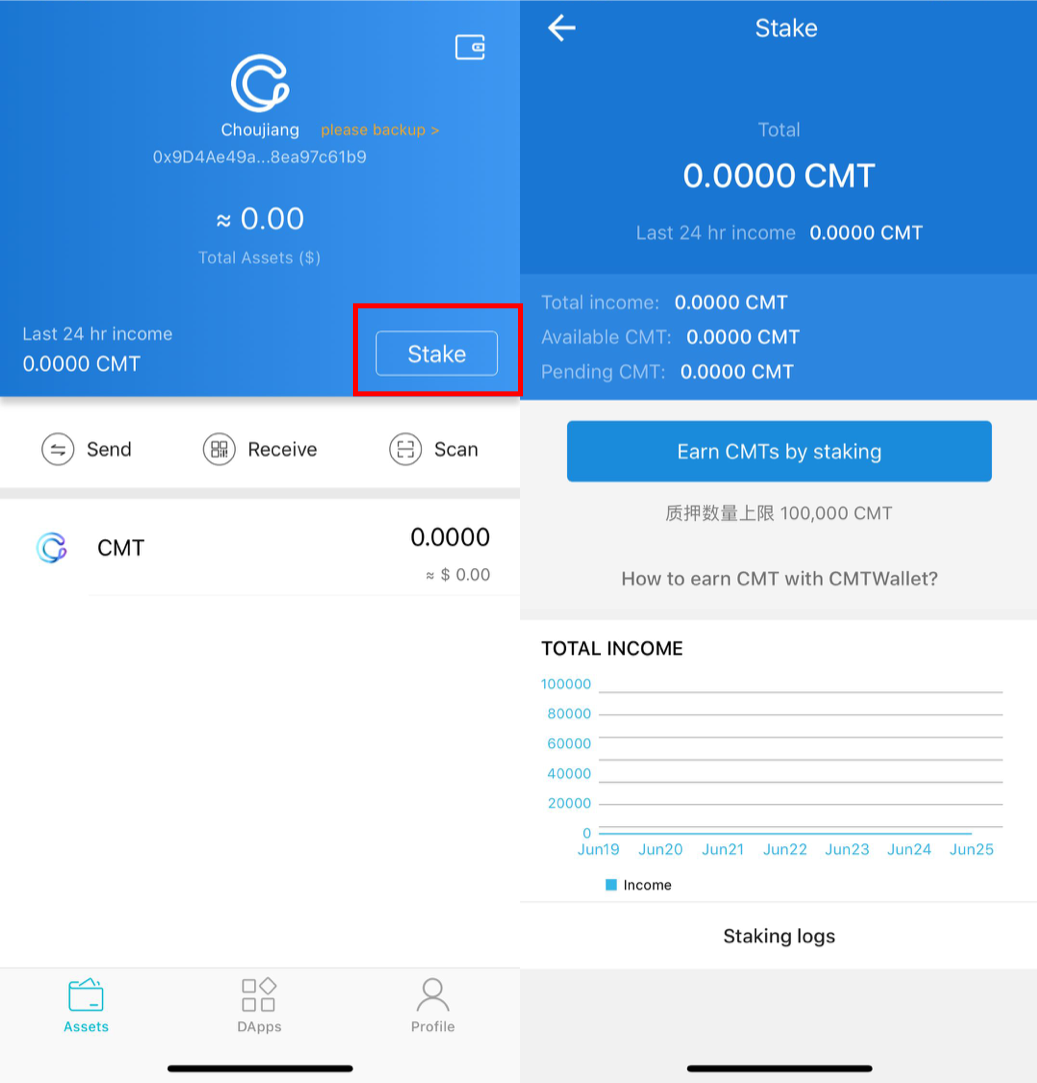 Choujiang please backup >
0x9D4Ae49a...8ea97c61b9
≈ 0.00
Total Assets ($)
Last 24 hr income
0.0000 CMT
Stake
Send Receive Scan
CMT 0.0000
≈ $ 0.00
Assets DApps Profile
Stake
Total
0.0000 CMT
Last 24 hr income 0.0000 CMT
Total income: 0.0000 CMT
Available CMT: 0.0000 CMT
Pending CMT: 0.0000 CMT
Earn CMTs by staking
质押数量上限 100,000 CMT
How to earn CMT with CMTWallet?
TOTAL INCOME
100000
80000
60000
40000
20000
0
Jun19 Jun20 Jun21 Jun22 Jun23 Jun24 Jun25
Income
Staking logs